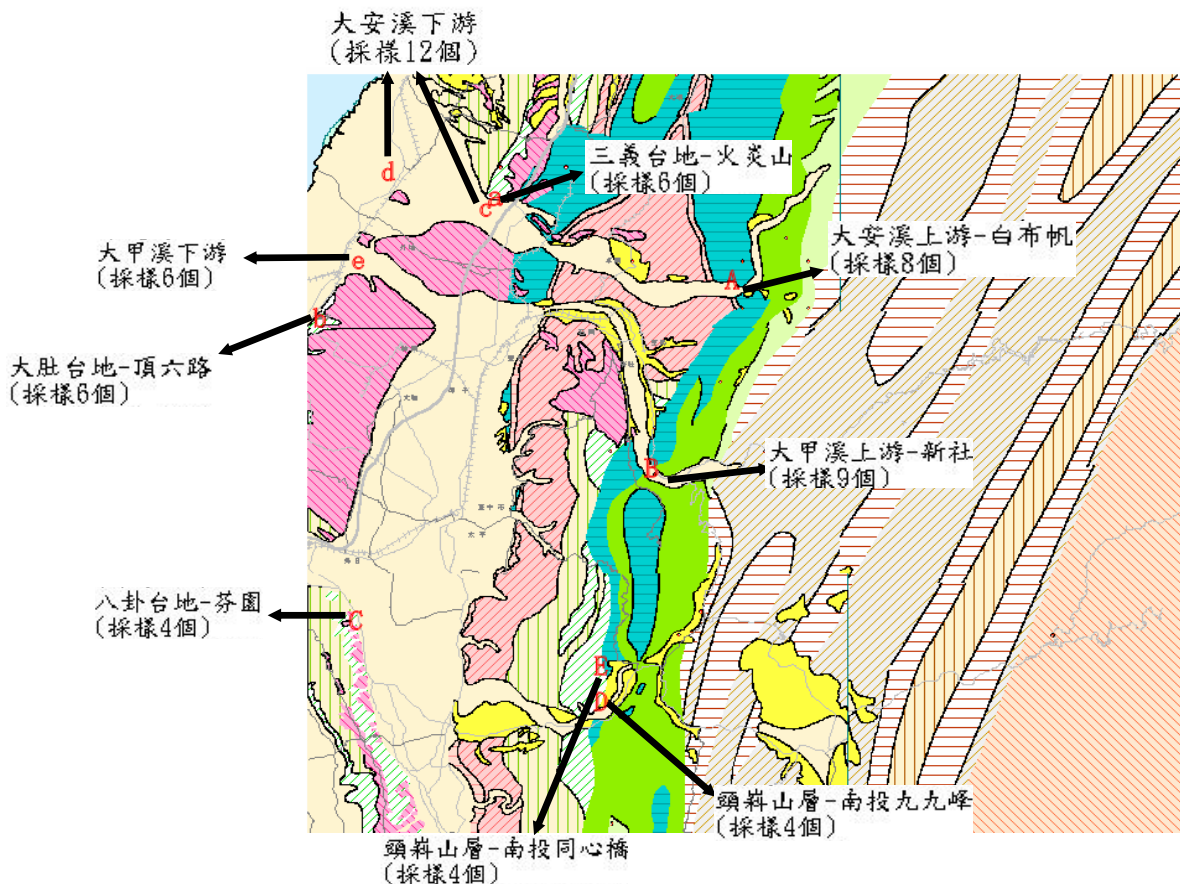 大安溪下游
(採樣12個)
d
三義台地-火炎山
(採樣6個)
a
c
大甲溪下游
(採樣6個)
e
大安溪上游-白布帆
(採樣8個)
A
b
大肚台地-頂六路
(採樣6個)
B
大甲溪上游-新社
(採樣9個)
太平
八卦台地-芬園
(採樣4個)
C
E
D
頭嵙山層-南投九九峰
(採樣4個)
頭嵙山層-南投同心橋
(採樣4個)